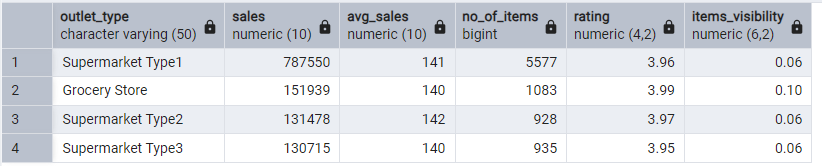 outlet_type sales avg_sales no_of_items rating items_visibility
character varying (50) numeric (10) numeric (10) bigint numeric (4,2) numeric (6,2)
1 Supermarket Type1 787550 141 5577 3.96 0.06
2 Grocery Store 151939 140 1083 3.99 0.10
3 Supermarket Type2 131478 142 928 3.97 0.06
4 Supermarket Type3 130715 140 935 3.95 0.06